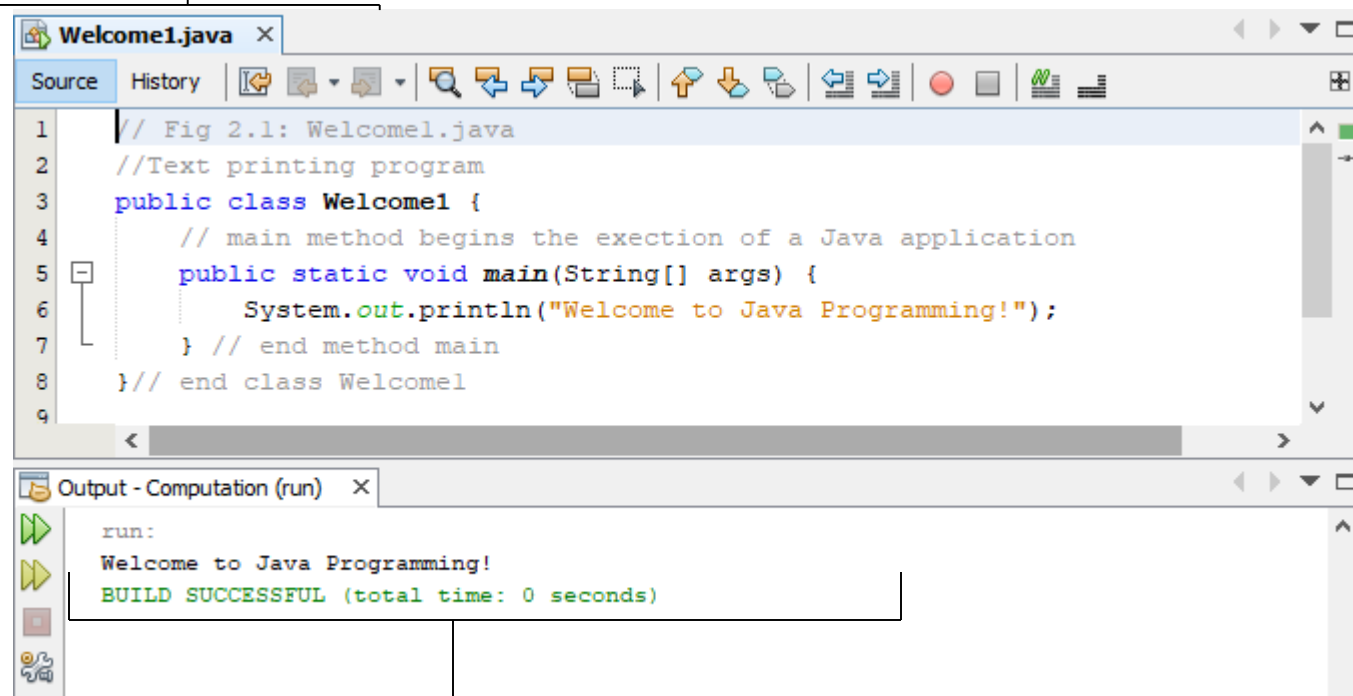 Welcome1.java
Source History
1 // Fig 2.1: Welcome1.java
2 //Text printing program
3 public class Welcome1 {
4 // main method begins the exection of a Java application
5 public static void main(String[] args) {
6 System.out.println("Welcome to Java Programming!");
7 } // end method main
8 }// end class Welcome1
9
Output - Computation (run)
run:
Welcome to Java Programming!
BUILD SUCCESSFUL (total time: 0 seconds)